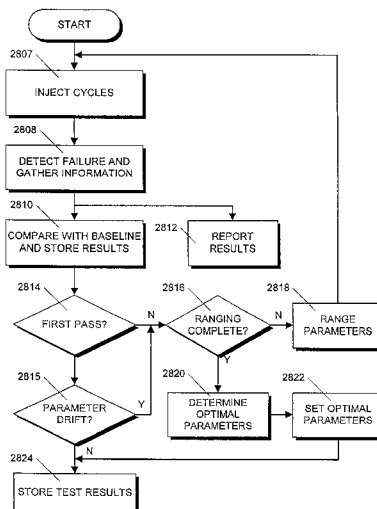 START
2807
INJECT CYCLES
2808
DETECT FAILURE AND
GATHER INFORMATION
2810
COMPARE WITH BASELINE
AND STORE RESULTS
2812
REPORT
RESULTS
2814
FIRST PASS?
N
2816
RANGING
COMPLETE?
N
2818
RANGE
PARAMETERS
Y
2815
PARAMETER
DRIFT?
Y
N
2820
DETERMINE
OPTIMAL
PARAMETERS
2822
SET OPTIMAL
PARAMETERS
2824
STORE TEST RESULTS